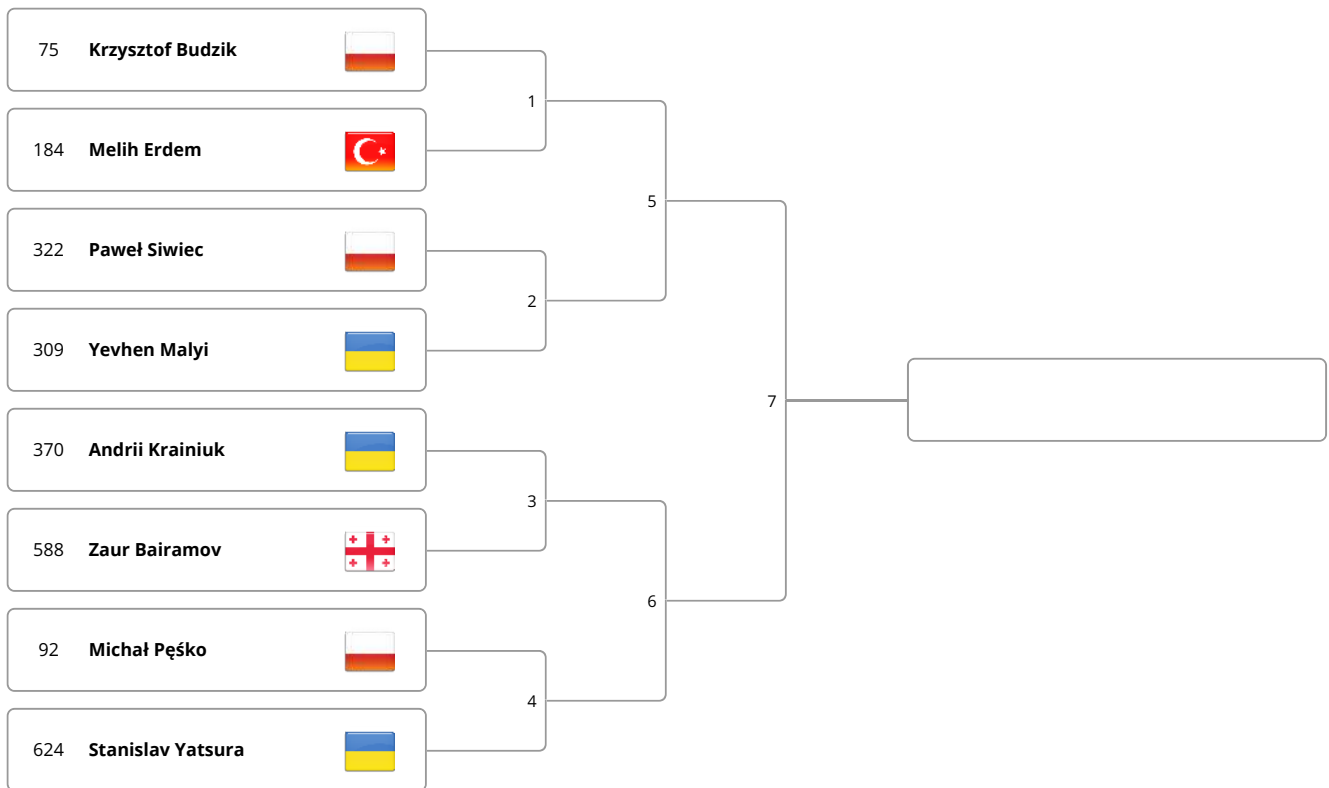 75 Krzysztof Budzik
1
184 Melih Erdem
5
322 Paweł Siwiec
2
309 Yevhen Malyi
7
370 Andrii Krainiuk
3
588 Zaur Bairamov
6
92 Michał Pęśko
4
624 Stanislav Yatsura